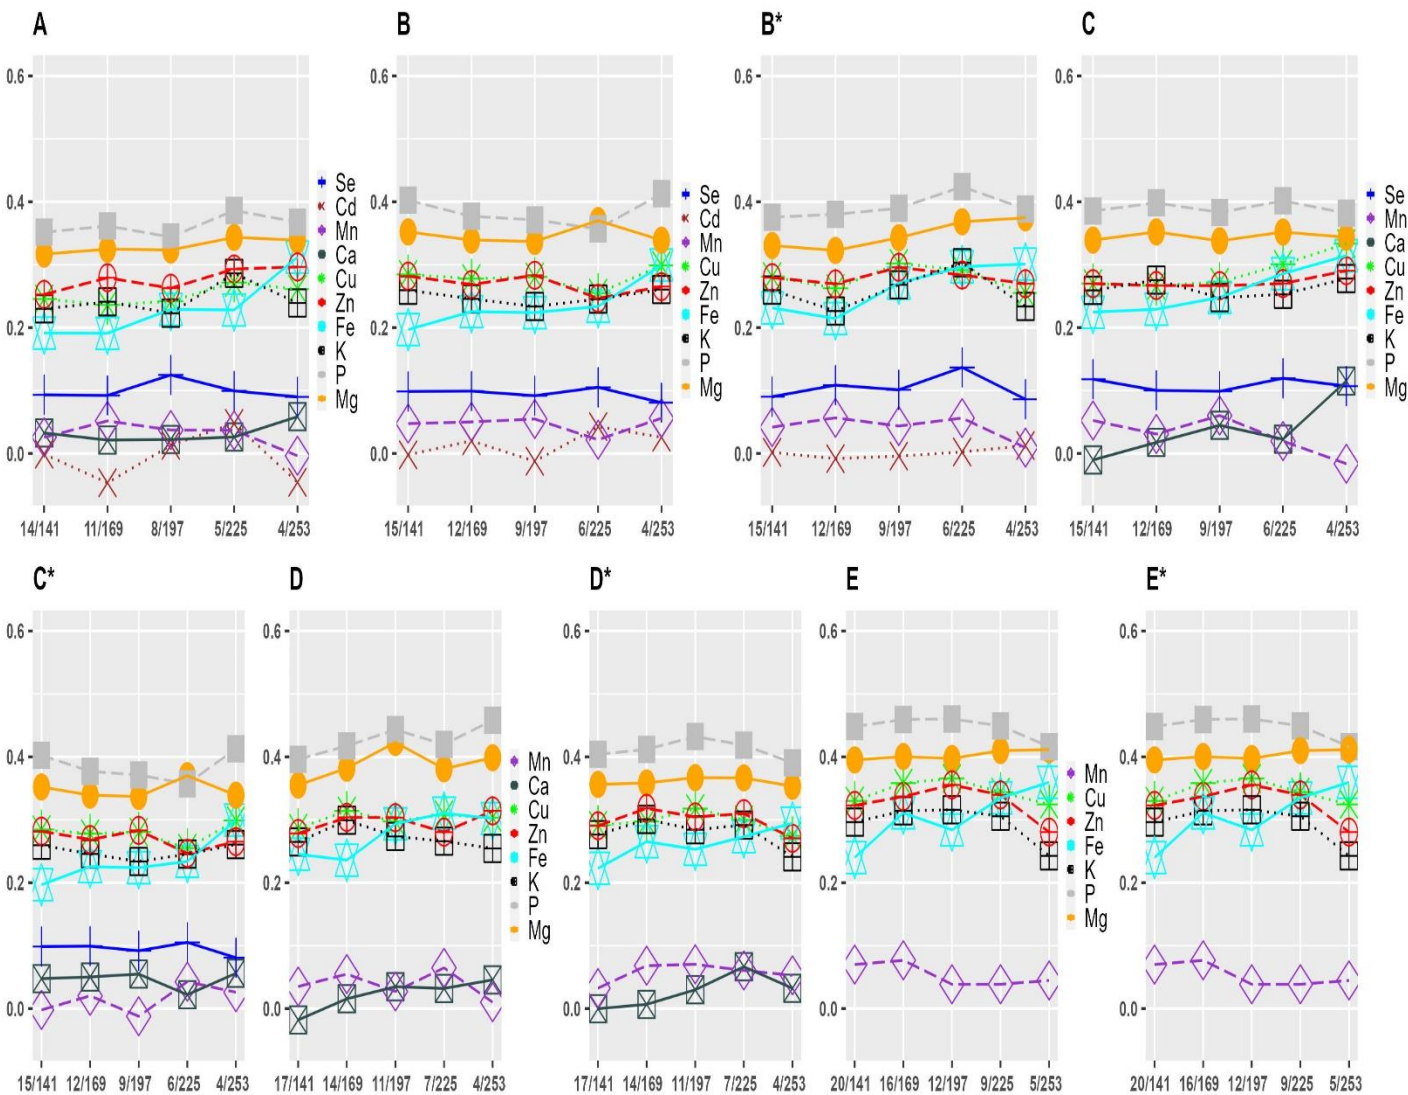 A
B
B*
C
0.6
0.4
0.2
0.0
14/141 11/169 8/197 5/225 4/253
Se
Cd
Mn
Ca
Cu
Zn
Fe
K
P
Mg
0.6
0.4
0.2
0.0
15/141 12/169 9/197 6/225 4/253
Se
Cd
Mn
Cu
Zn
Fe
K
P
Mg
0.6
0.4
0.2
0.0
15/141 12/169 9/197 6/225 4/253
0.6
0.4
0.2
0.0
15/141 12/169 9/197 6/225 4/253
Se
Mn
Ca
Cu
Zn
Fe
K
P
Mg
C*
D
D*
E
E*
0.6
0.4
0.2
0.0
15/141 12/169 9/197 6/225 4/253
0.6
0.4
0.2
0.0
17/141 14/169 11/197 7/225 4/253
Mn
Ca
Cu
Zn
Fe
K
P
Mg
0.6
0.4
0.2
0.0
17/141 14/169 11/197 7/225 4/253
0.6
0.4
0.2
0.0
20/141 16/169 12/197 9/225 5/253
Mn
Cu
Zn
Fe
K
P
Mg
0.6
0.4
0.2
0.0
20/141 16/169 12/197 9/225 5/253